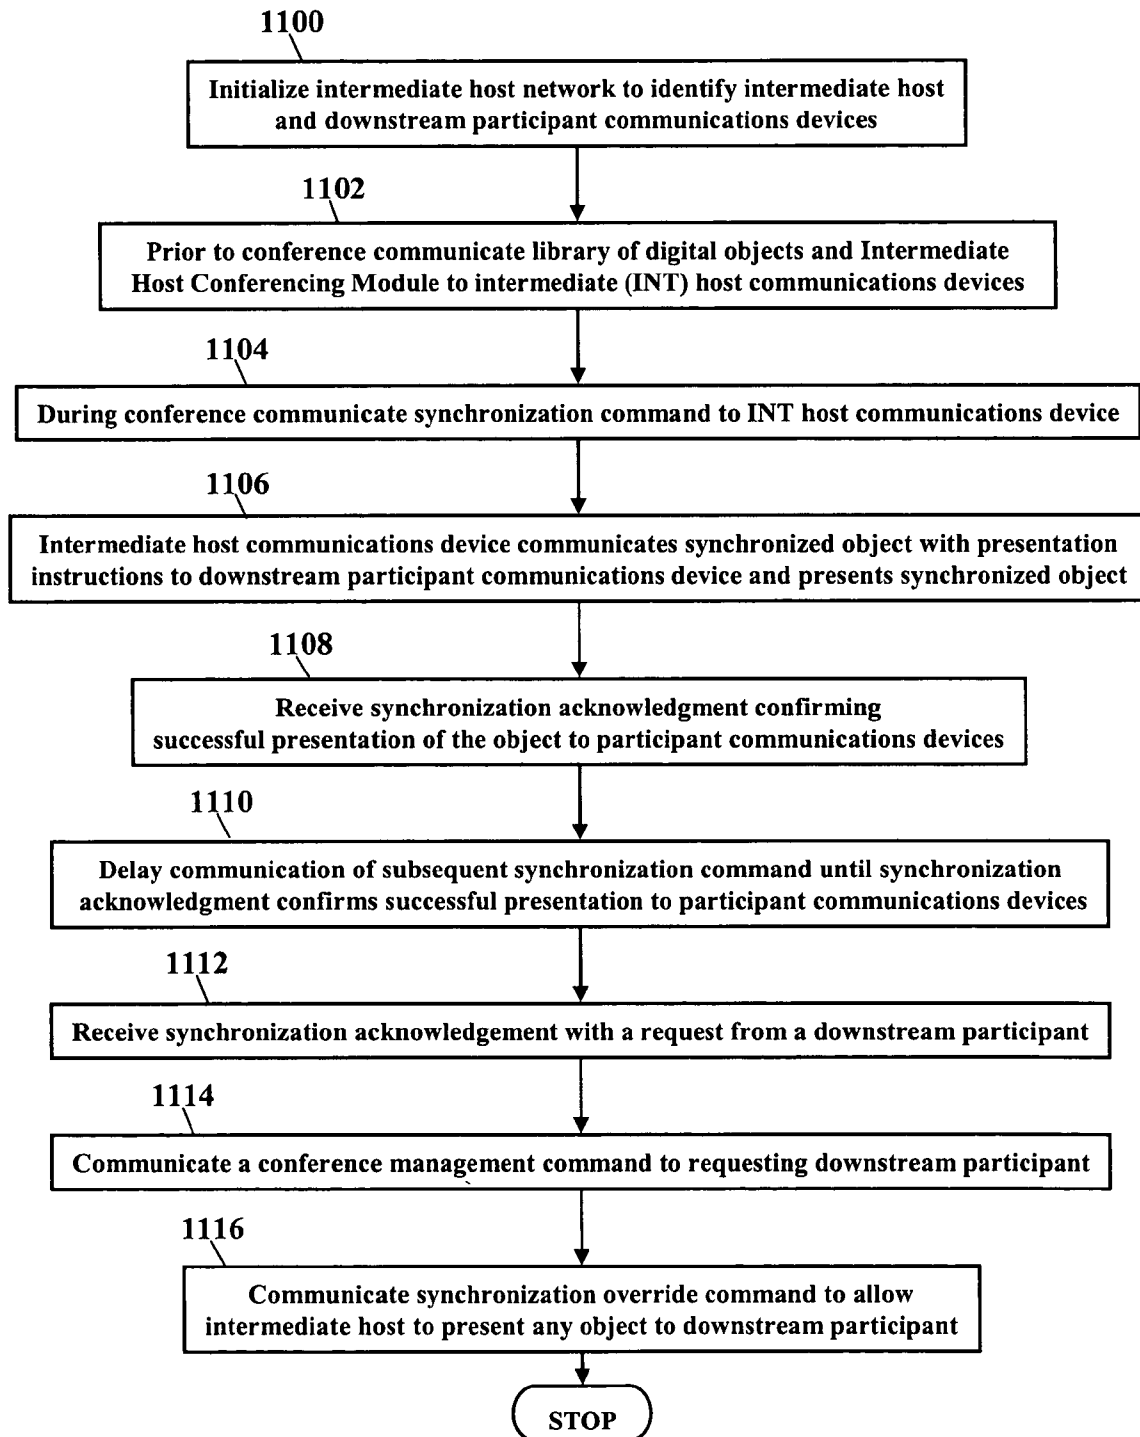 1100
Initialize intermediate host network to identify intermediate host
and downstream participant communications devices
1102
Prior to conference communicate library of digital objects and Intermediate
Host Conferencing Module to intermediate (INT) host communications devices
1104
During conference communicate synchronization command to INT host communications device
1106
Intermediate host communications device communicates synchronized object with presentation
instructions to downstream participant communications device and presents synchronized object
1108
Receive synchronization acknowledgment confirming
successful presentation of the object to participant communications devices
1110
Delay communication of subsequent synchronization command until synchronization
acknowledgment confirms successful presentation to participant communications devices
1112
Receive synchronization acknowledgement with a request from a downstream participant
1114
Communicate a conference management command to requesting downstream participant
1116
Communicate synchronization override command to allow
intermediate host to present any object to downstream participant
STOP